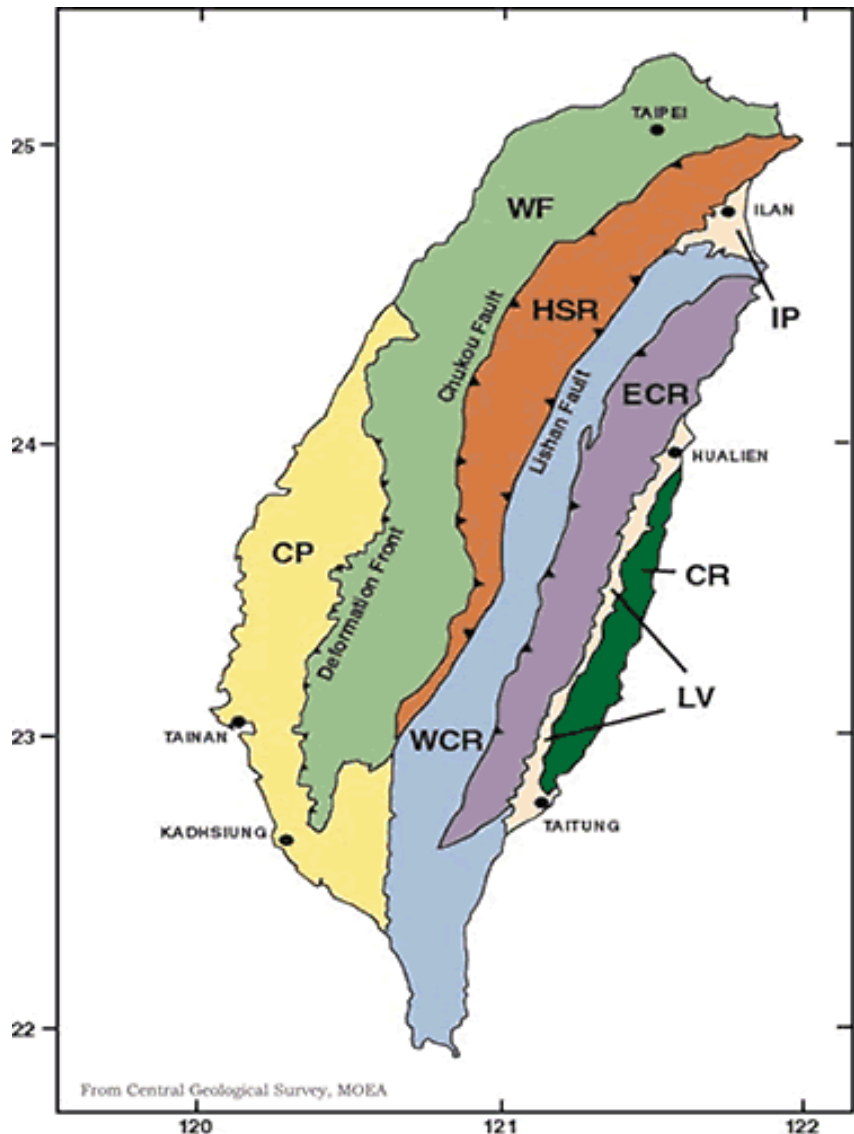 TAIPEI
25
WF
ILAN
IP
HSR
Chukou Fault
Lishan Fault
ECR
24
HUALIEN
CP
CR
Deformation Front
LV
23
TAINAN
WCR
KADHSIUNG
TAITUNG
22
From Central Geological Survey, MOEA
120
121
122